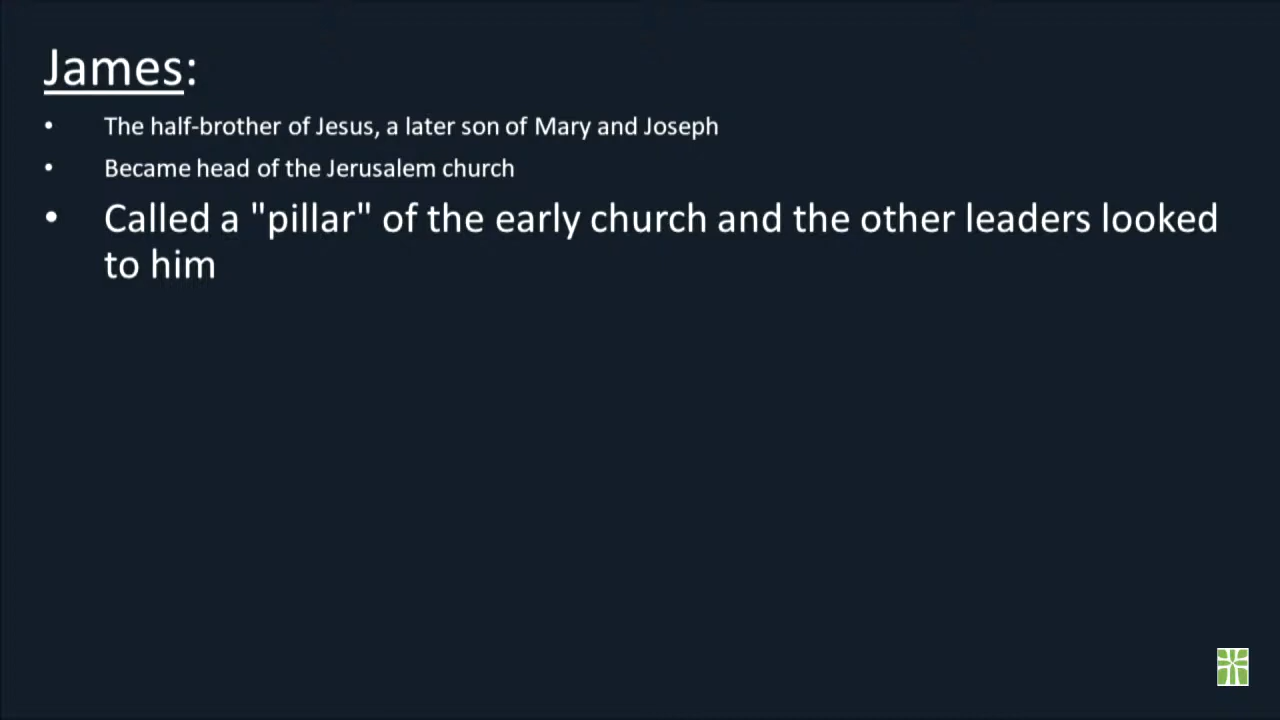 James:
• The half-brother of Jesus, a later son of Mary and Joseph
• Became head of the Jerusalem church
• Called a "pillar" of the early church and the other leaders looked
to him